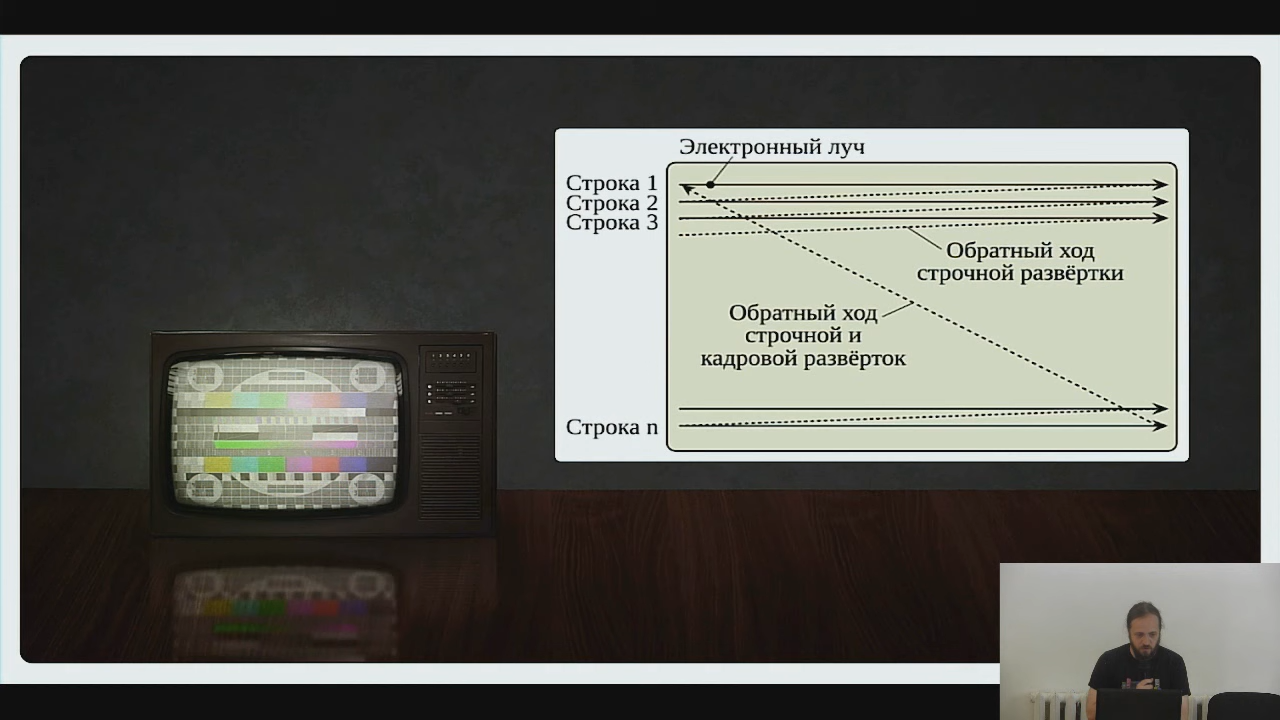 Электронный луч
Строка 1
Строка 2
Строка 3
Обратный ход
строчной развёртки
Обратный ход
строчной и
кадровой развёрток
Строка n